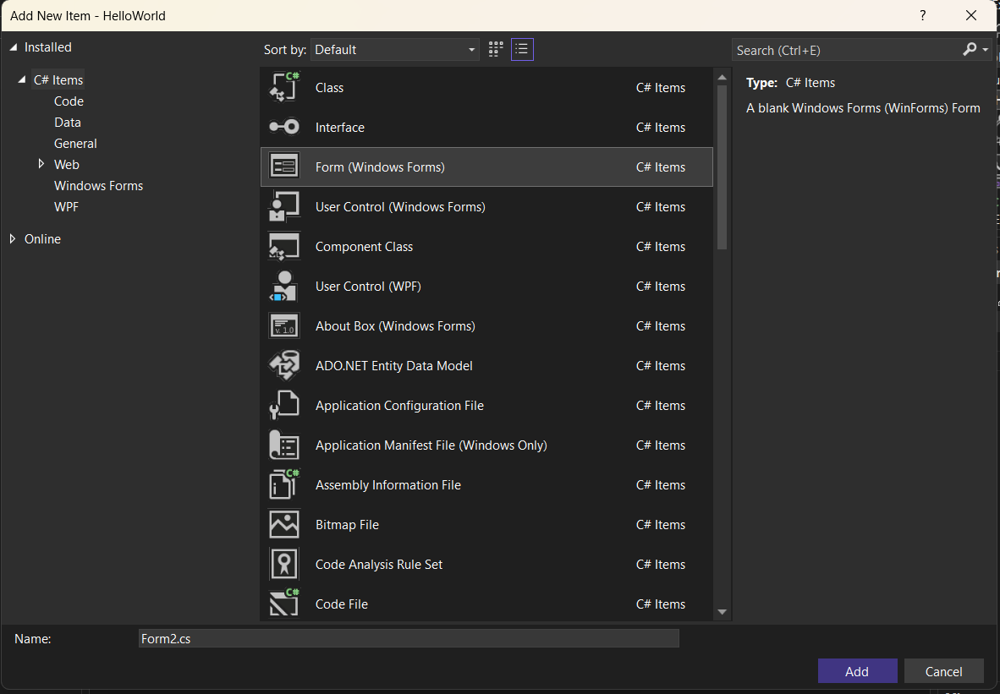 Add New Item - HelloWorld
?
Installed
Sort by: Default
Search (Ctrl+E)
C# Items
Code
Data
General
Web
Windows Forms
WPF
Online
C#
Class C# Items
Interface C# Items
Form (Windows Forms) C# Items
User Control (Windows Forms) C# Items
Component Class C# Items
User Control (WPF) C# Items
v. 1.0
About Box (Windows Forms) C# Items
ADO.NET Entity Data Model C# Items
Application Configuration File C# Items
Application Manifest File (Windows Only) C# Items
C#
Assembly Information File C# Items
Bitmap File C# Items
Code Analysis Rule Set C# Items
C#
Code File C# Items
Type: C# Items
A blank Windows Forms (WinForms) Form
Name: Form2.cs
Add Cancel